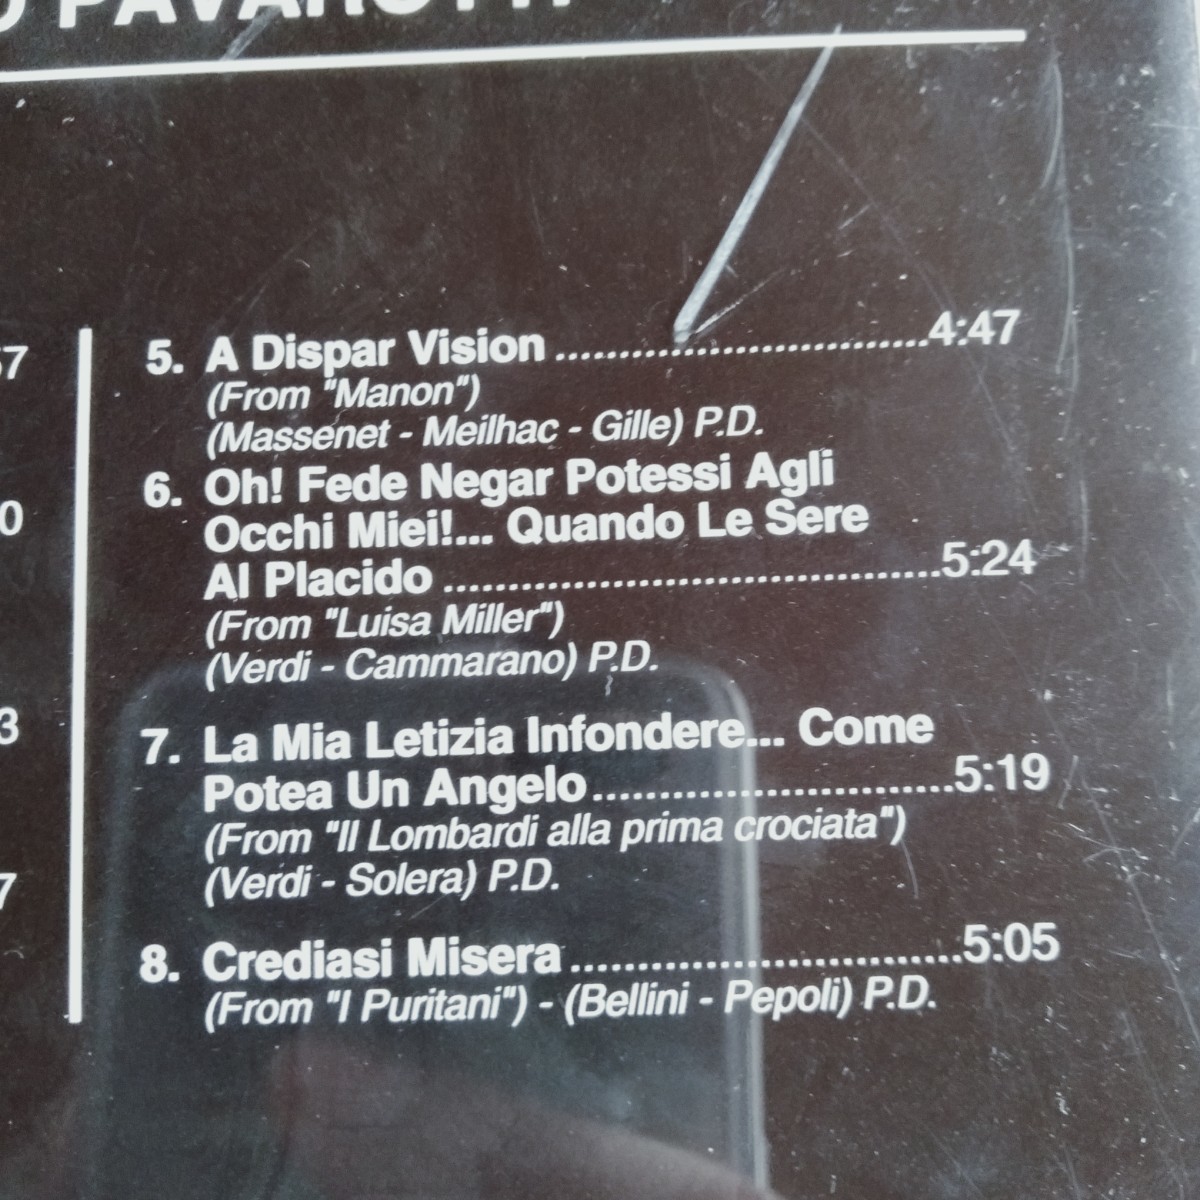 PAVAROTTI
5. A Dispar Vision ..............................4:47
(From "Manon")
(Massenet - Meilhac - Gille) P.D.
6. Oh! Fede Negar Potessi Agli
Occhi Miei!... Quando Le Sere
Al Placido ........................................5:24
(From "Luisa Miller")
(Verdi - Cammarano) P.D.
7. La Mia Letizia Infondere... Come
Potea Un Angelo.............................5:19
(From "Il Lombardi alla prima crociata")
(Verdi - Solera) P.D.
8. Crediasi Misera ...............................5:05
(From "I Puritani") - (Bellini - Pepoli) P.D.